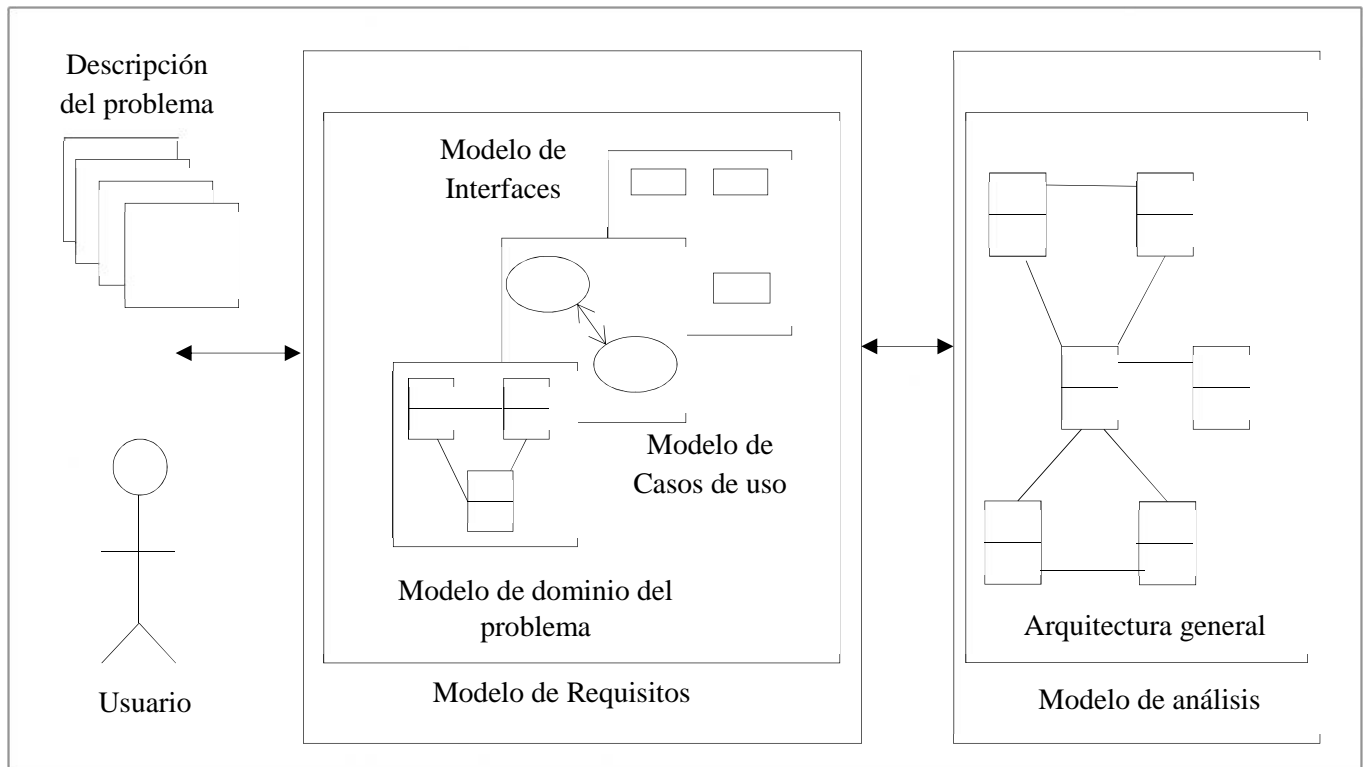 Descripción
del problema
Modelo de
Interfaces
Modelo de
Casos de uso
Modelo de dominio del
problema
Arquitectura general
Usuario
Modelo de Requisitos
Modelo de análisis